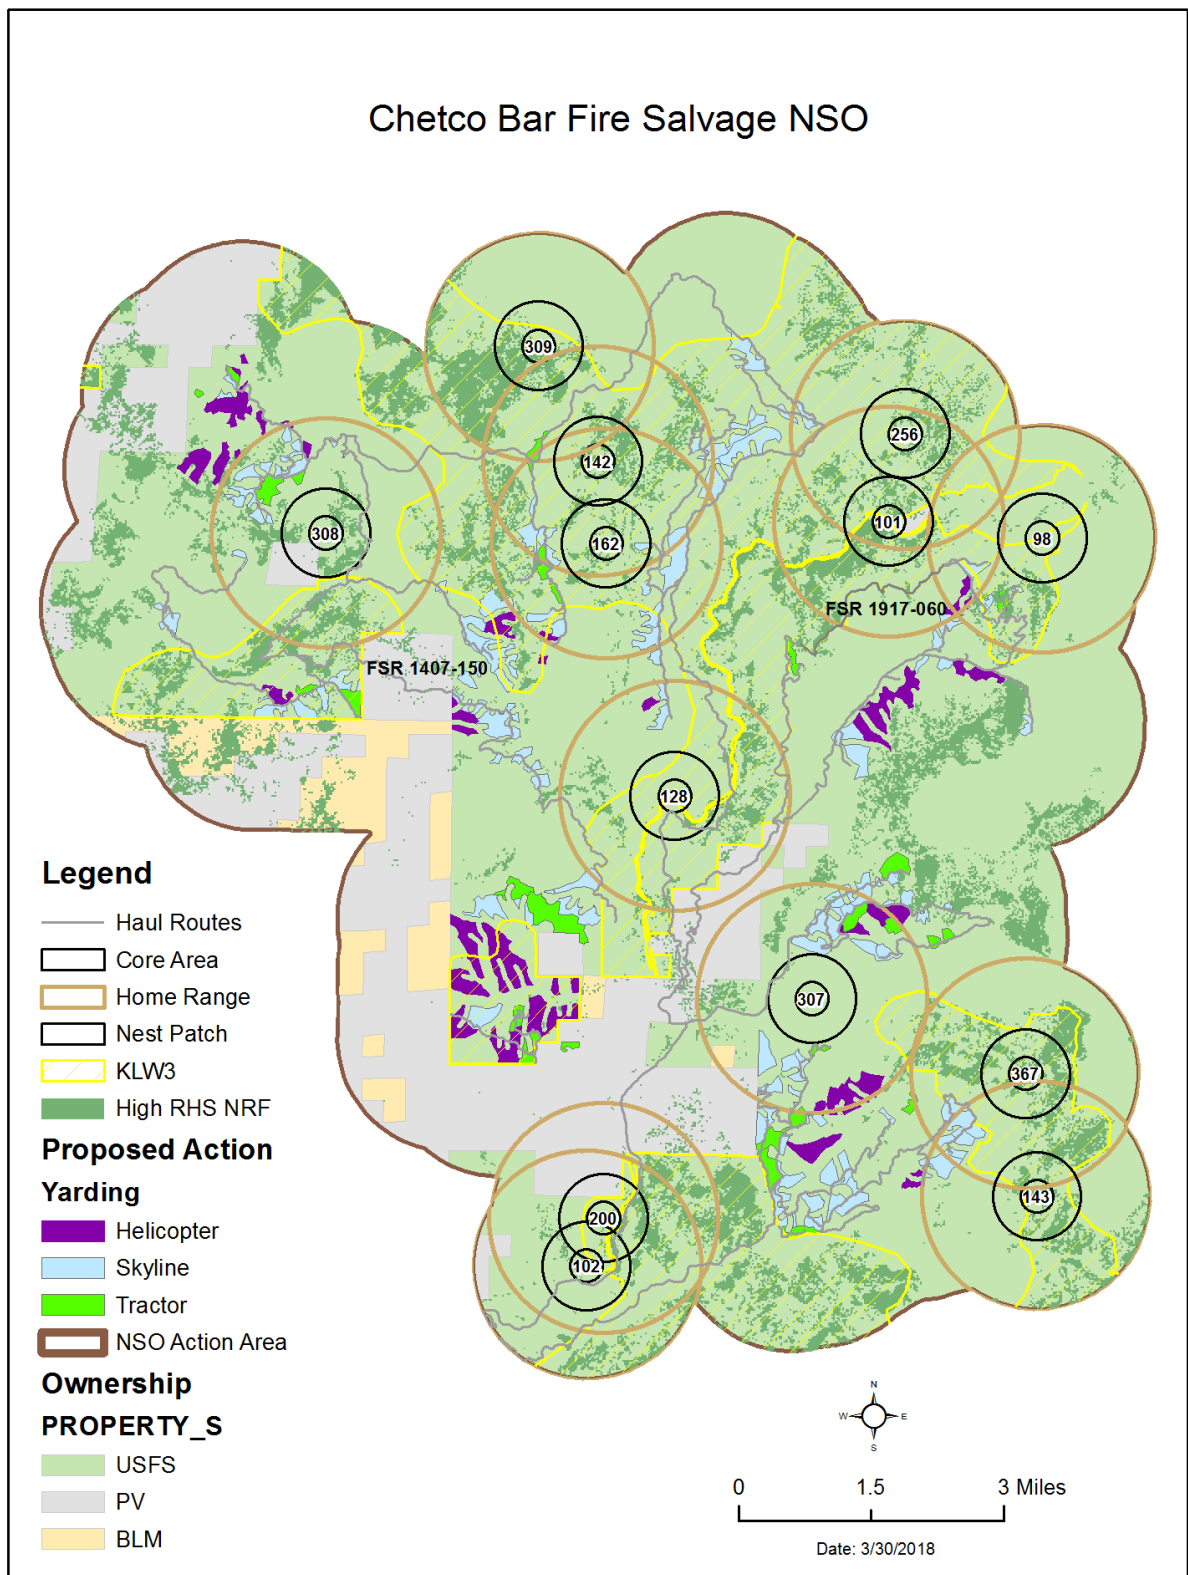 Chetco Bar Fire Salvage NSO
309
256
142
101
308
162
98
FSR 1917-060
FSR 1407-150
128
307
367
143
200
102
Legend
Haul Routes
Core Area
Home Range
Nest Patch
KLW3
High RHS NRF
Proposed Action
Yarding
Helicopter
Skyline
Tractor
NSO Action Area
Ownership
PROPERTY_S
USFS
PV
BLM
N
W E
S
0 1.5 3 Miles
Date: 3/30/2018